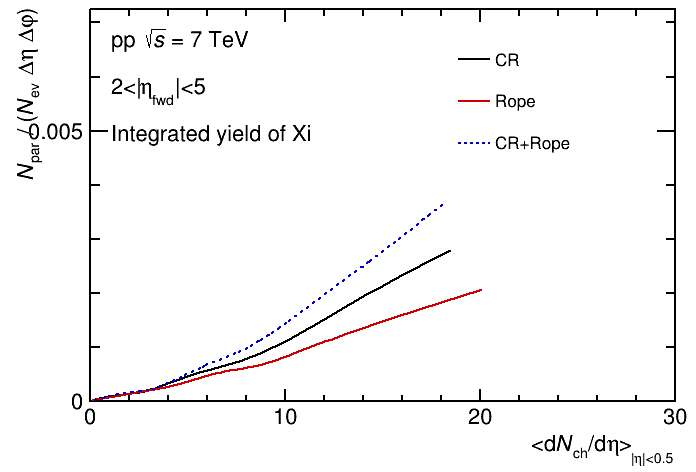 pp √s = 7 TeV
2<|η_fwd|<5
Integrated yield of Xi
CR
Rope
CR+Rope
N_par / (N_ev Δη Δφ)
0.005
0
0 10 20 30
<dN_ch/dη>_|η|<0.5